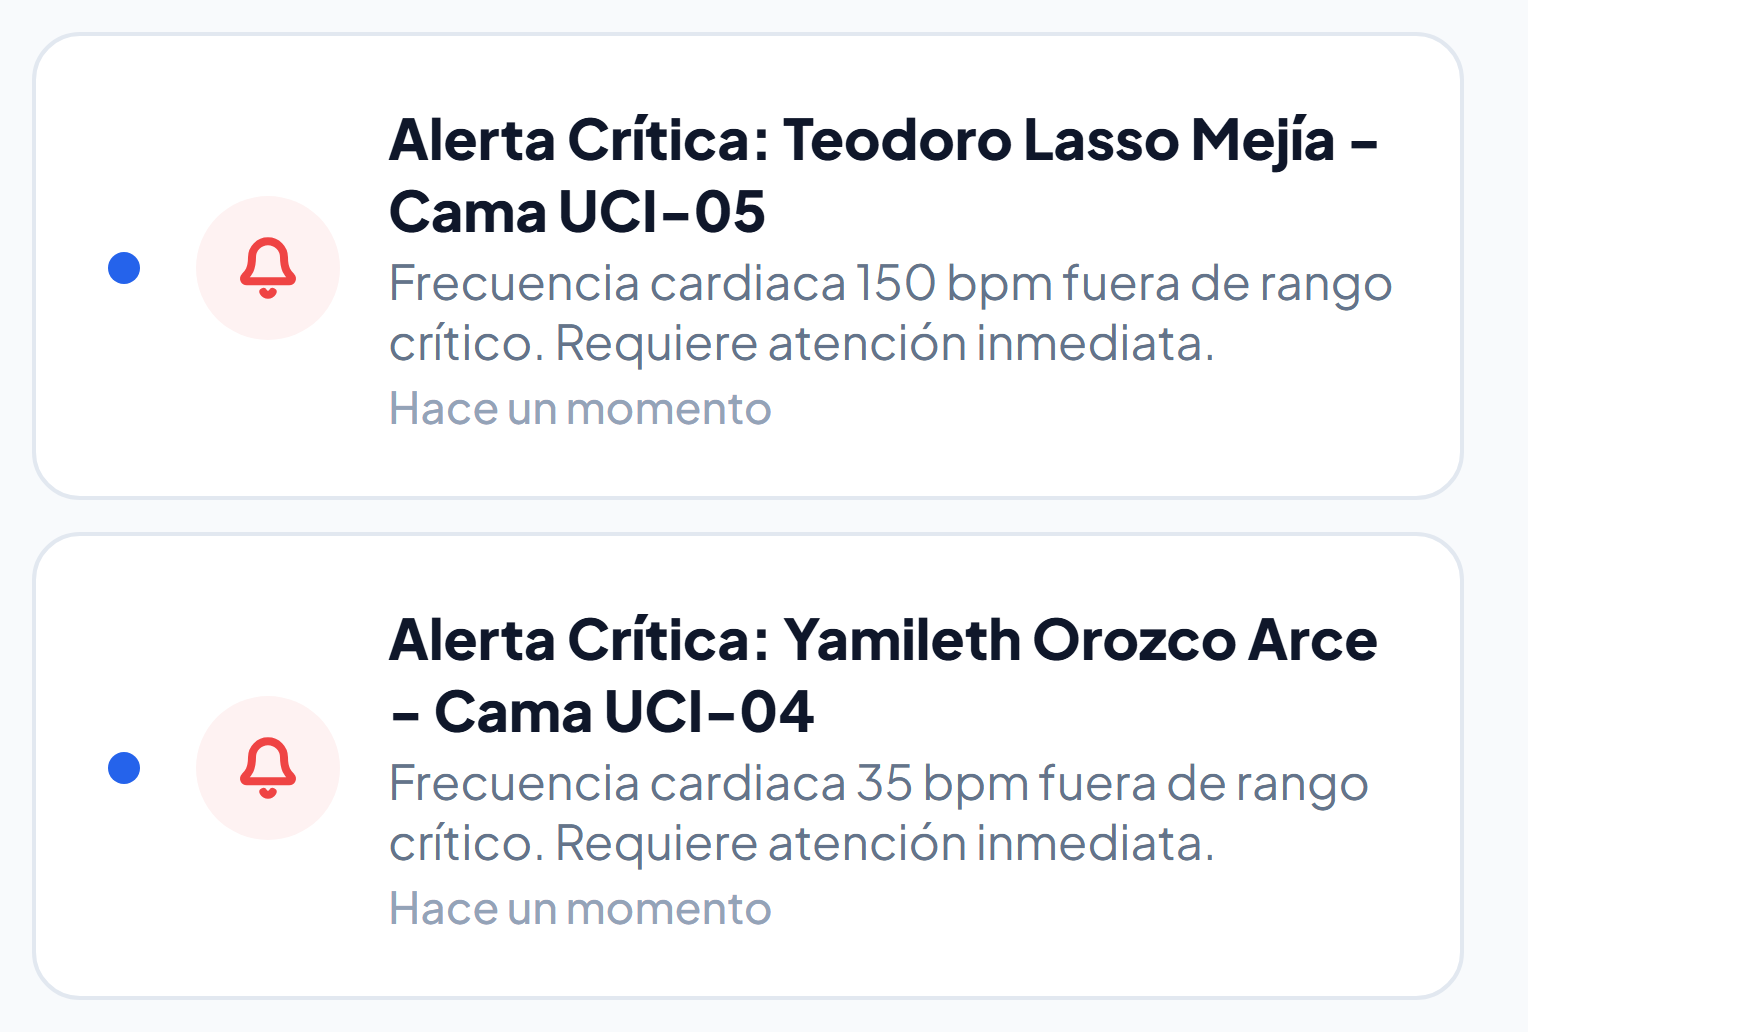 Alerta Crítica: Teodoro Lasso Mejía -
Cama UCI-05
Frecuencia cardiaca 150 bpm fuera de rango
crítico. Requiere atención inmediata.
Hace un momento
Alerta Crítica: Yamileth Orozco Arce
- Cama UCI-04
Frecuencia cardiaca 35 bpm fuera de rango
crítico. Requiere atención inmediata.
Hace un momento